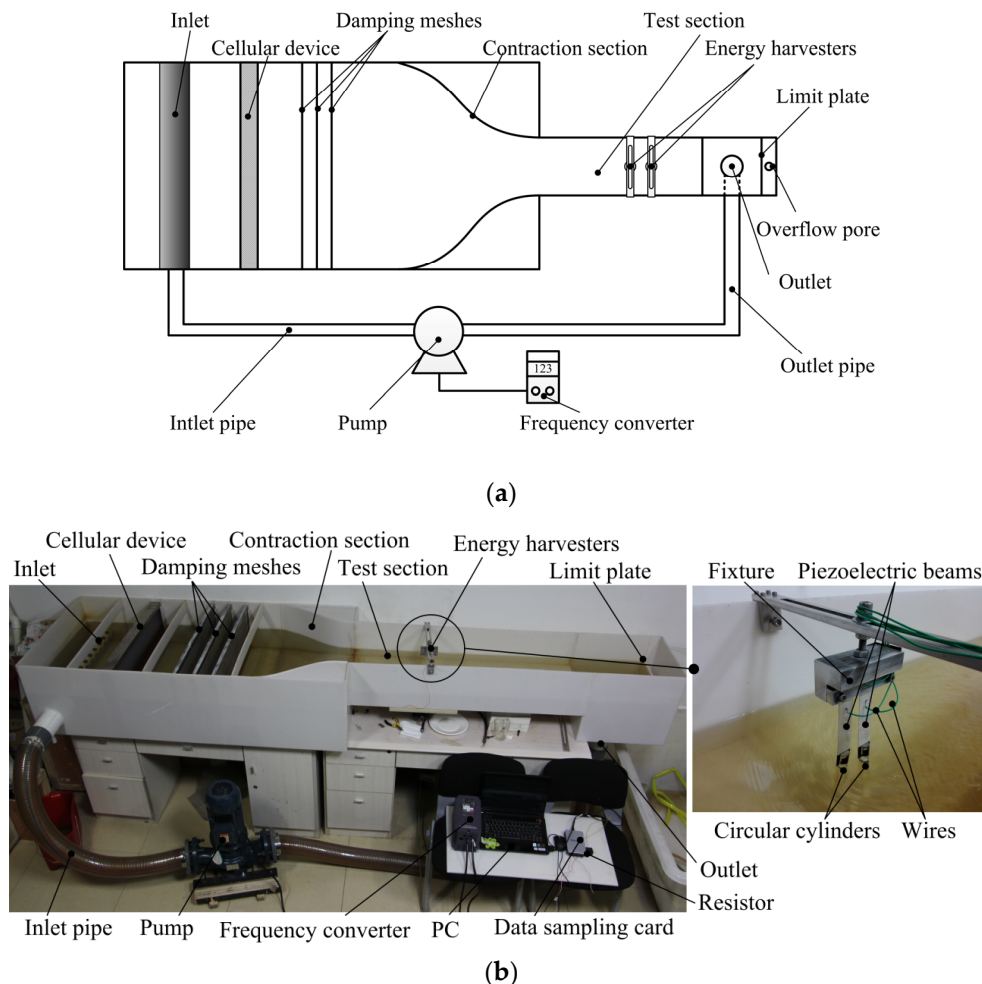 Inlet
Cellular device
Damping meshes
Contraction section
Test section
Energy harvesters
Limit plate
Overflow pore
Outlet
Outlet pipe
123
Intlet pipe
Pump
Frequency converter
(a)
Inlet
Cellular device
Damping meshes
Contraction section
Test section
Energy harvesters
Limit plate
Fixture
Piezoelectric beams
Circular cylinders
Wires
Outlet
Resistor
Inlet pipe
Pump
Frequency converter
PC
Data sampling card
(b)